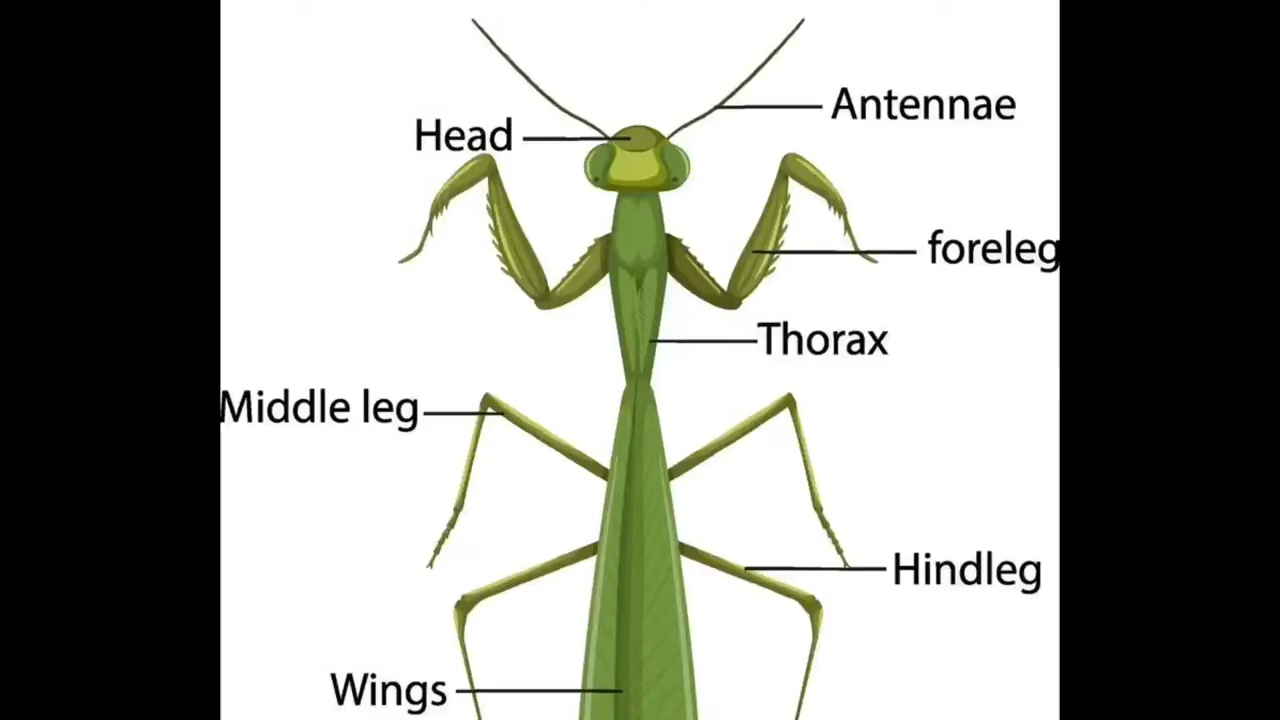 Antennae
Head
foreleg
Thorax
Middle leg
Hindleg
Wings